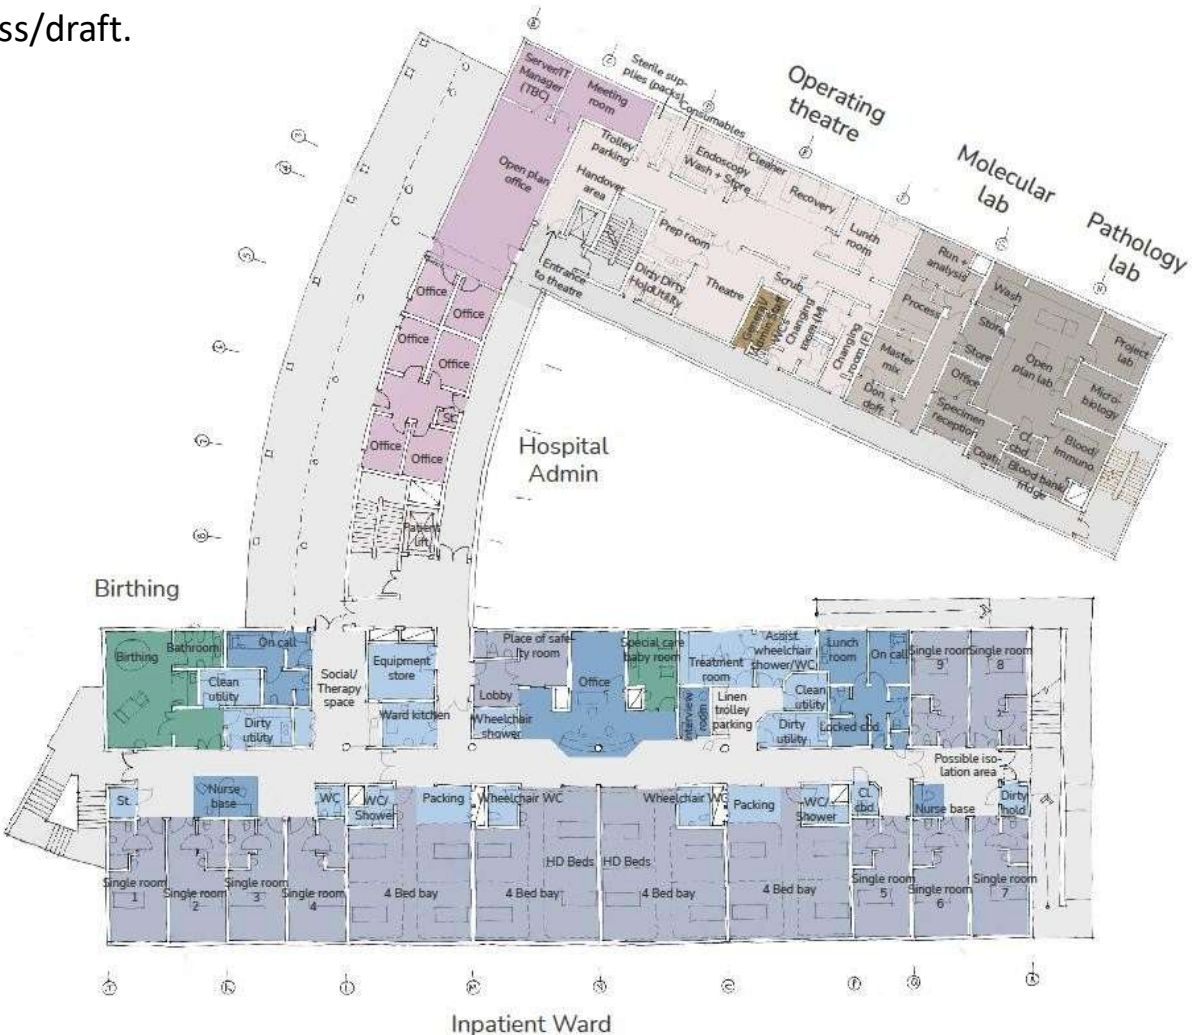 ss/draft.
Operating
theatre
Molecular
lab
Pathology
lab
Server/IT
Manager
(TBC)
Meeting
room
Sterile sup-
plies (packs)
Consumables
Trolley
parking
Endoscopy
Wash + Store
Cleaner
Recovery
Open plan
office
Handover
area
Lunch
room
Prep room
Entrance
to theatre
Dirty
Hold
Dirty
Utility
Theatre
Scrub
General/
Admin Staff
WC's
Changing
room (M)
Changing
room (F)
Run +
analysis
Process
Master
mix
Don +
doff
Wash
Store
Store
Office
Specimen
reception
Coats
Open
plan lab
Cl.
cbd
Blood bank/
fridge
Project
lab
Micro-
biology
Blood/
Immuno
Office
Office
Office
Office
St.
Office
Office
Hospital
Admin
Patient
lift
Birthing
Birthing
Bathroom
On call
Clean
utility
Dirty
utility
Social/
Therapy
space
Equipment
store
Ward kitchen
Place of safe-
ty room
Lobby
Wheelchair
shower
Office
Special care
baby room
Treatment
room
Interview
room
Linen
trolley
parking
Assist.
wheelchair
shower/WC
Clean
utility
Dirty
utility
Lunch
room
On call
Locked cbd
Single room
9
Single room
8
Possible iso-
lation area
St.
Nurse
base
WC
WC/
Shower
Packing
Wheelchair WC
Wheelchair WC
Packing
WC/
Shower
Cl.
cbd
Nurse base
Dirty
hold
Single room
1
Single room
2
Single room
3
Single room
4
4 Bed bay
4 Bed bay
HD Beds
HD Beds
4 Bed bay
4 Bed bay
Single room
5
Single room
6
Single room
7
Inpatient Ward